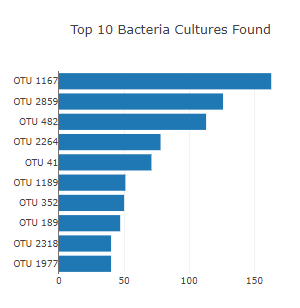 Top 10 Bacteria Cultures Found
OTU 1167
OTU 2859
OTU 482
OTU 2264
OTU 41
OTU 1189
OTU 352
OTU 189
OTU 2318
OTU 1977
0 50 100 150